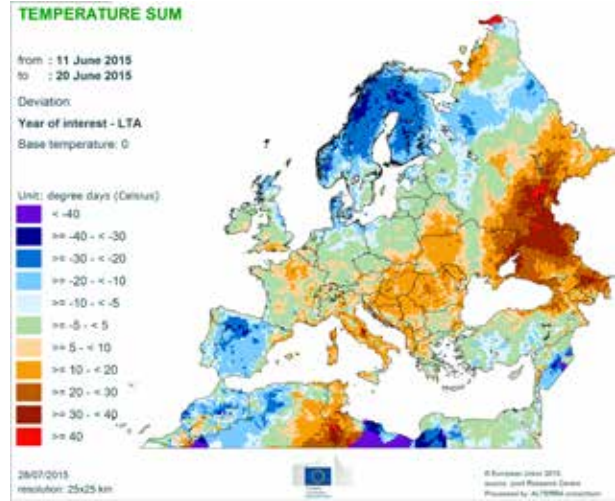 TEMPERATURE SUM
from : 11 June 2015
to : 20 June 2015
Deviation:
Year of interest - LTA
Base temperature: 0
Unit: degree days (Celsius)
< -40
>= -40 - < -30
>= -30 - < -20
>= -20 - < -10
>= -10 - < -5
>= -5 - < 5
>= 5 - < 10
>= 10 - < 20
>= 20 - < 30
>= 30 - < 40
>= 40
28/07/2015
resolution: 25x25 km
© European Union 2015
source: Joint Research Centre
Processed by: ALTERRA consortium